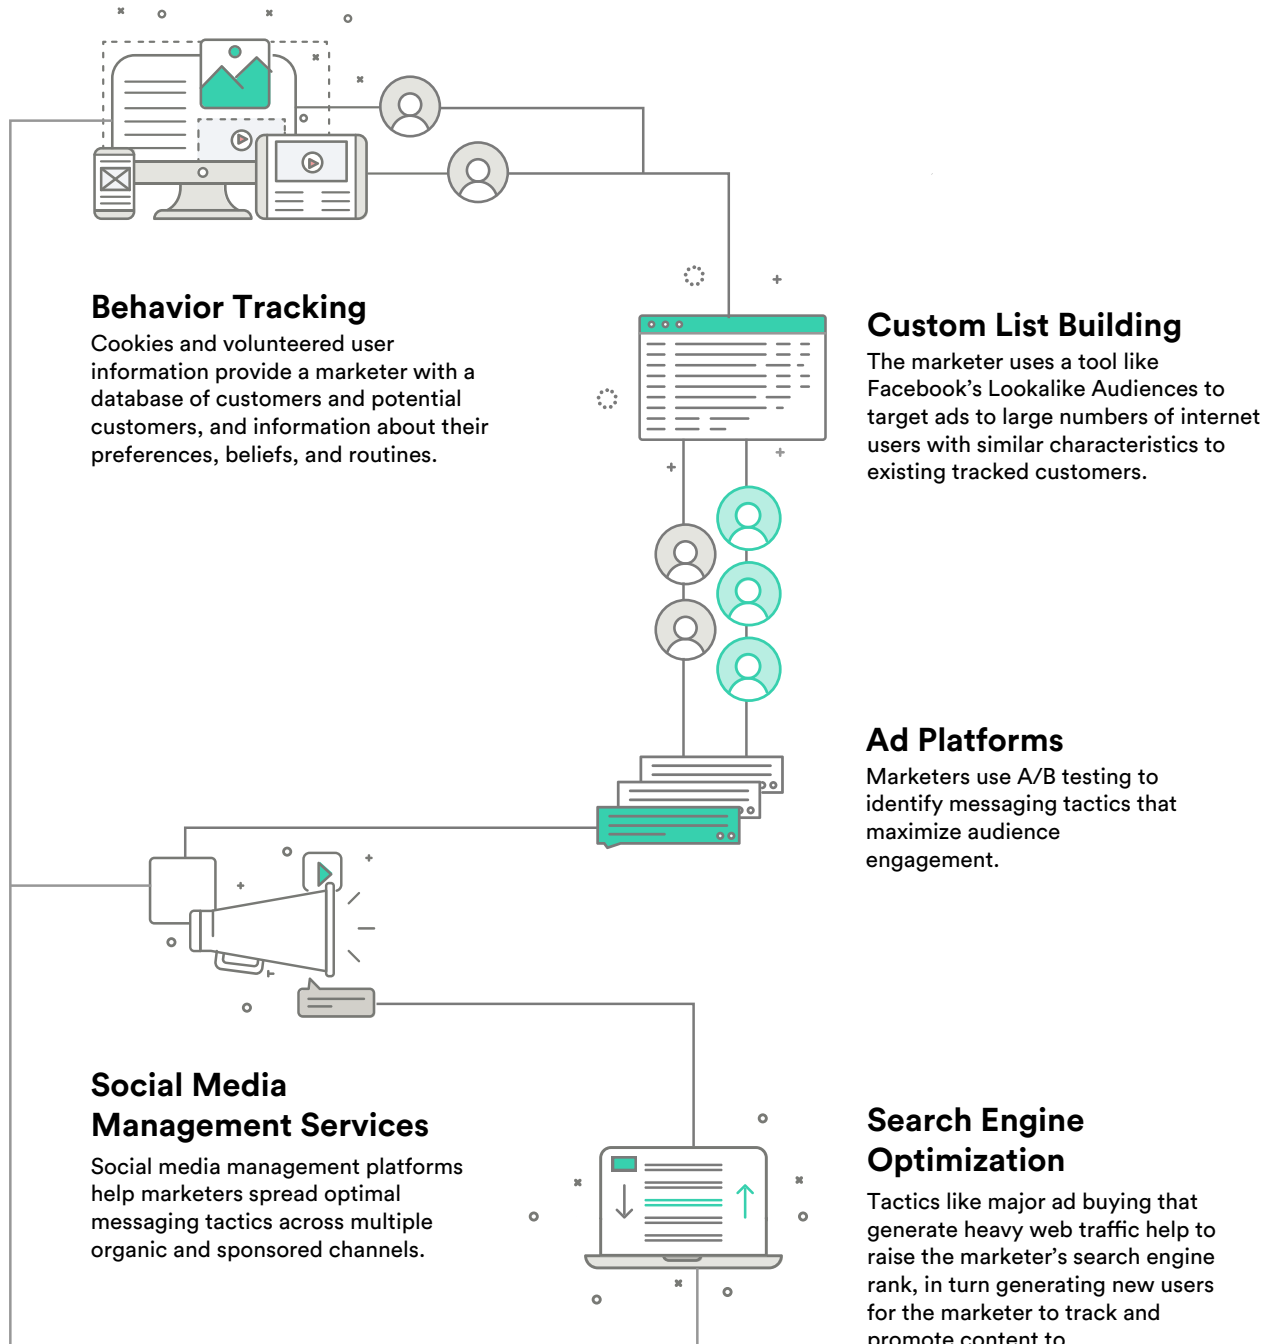 Behavior Tracking
Cookies and volunteered user
information provide a marketer with a
database of customers and potential
customers, and information about their
preferences, beliefs, and routines.
Custom List Building
The marketer uses a tool like
Facebook’s Lookalike Audiences to
target ads to large numbers of internet
users with similar characteristics to
existing tracked customers.
Ad Platforms
Marketers use A/B testing to
identify messaging tactics that
maximize audience
engagement.
Social Media
Management Services
Social media management platforms
help marketers spread optimal
messaging tactics across multiple
organic and sponsored channels.
Search Engine
Optimization
Tactics like major ad buying that
generate heavy web traffic help to
raise the marketer’s search engine
rank, in turn generating new users
for the marketer to track and
promote content to